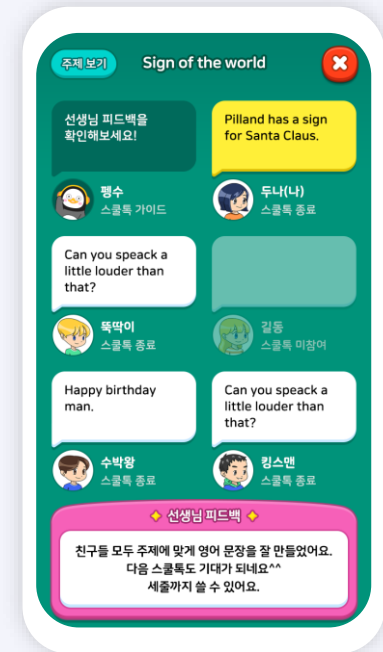 주제 보기
Sign of the world
선생님 피드백을
확인해보세요!
펭수
스쿨톡 가이드
Pilland has a sign
for Santa Claus.
두나(나)
스쿨톡 종료
Can you speack a
little louder than
that?
뚝딱이
스쿨톡 종료
길동
스쿨톡 미참여
Happy birthday
man.
수박왕
스쿨톡 종료
Can you speack a
little louder than
that?
킹스맨
스쿨톡 종료
선생님 피드백
친구들 모두 주제에 맞게 영어 문장을 잘 만들었어요.
다음 스쿨톡도 기대가 되네요^^
세줄까지 쓸 수 있어요.